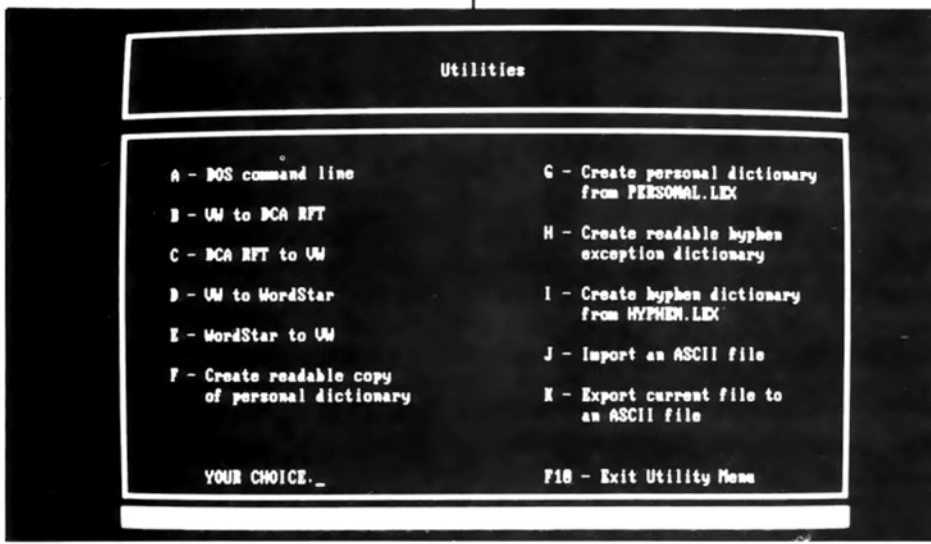 Utilities
A - DOS command line
B - VW to DCA RFT
C - DCA RFT to VW
D - VW to WordStar
E - WordStar to VW
F - Create readable copy
of personal dictionary
YOUR CHOICE._
G - Create personal dictionary
from PERSONAL.LEX
H - Create readable hyphen
exception dictionary
I - Create hyphen dictionary
from HYPHEN.LEX
J - Import an ASCII file
K - Export current file to
an ASCII file
F10 - Exit Utility Menu